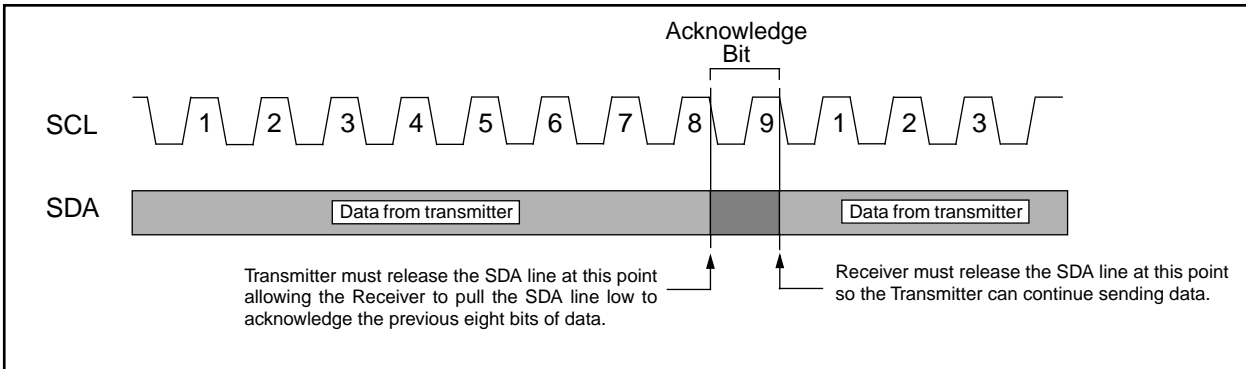 Acknowledge
Bit
SCL 1 2 3 4 5 6 7 8 9 1 2 3
SDA Data from transmitter Data from transmitter
Transmitter must release the SDA line at this point
allowing the Receiver to pull the SDA line low to
acknowledge the previous eight bits of data.
Receiver must release the SDA line at this point
so the Transmitter can continue sending data.